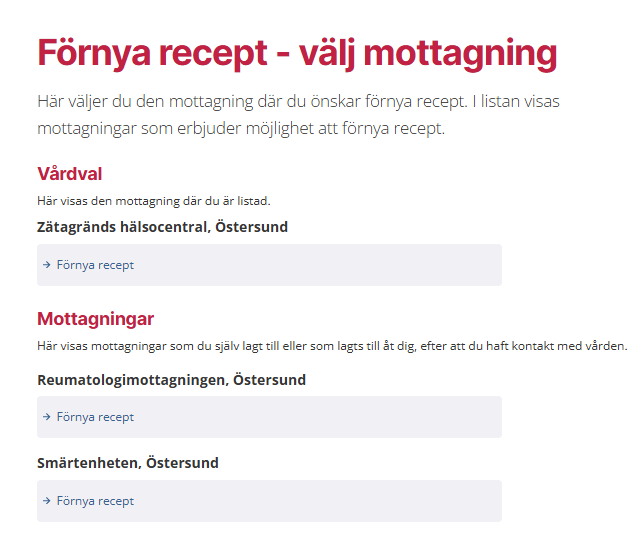 Förnya recept - välj mottagning
Här väljer du den mottagning där du önskar förnya recept. I listan visas
mottagningar som erbjuder möjlighet att förnya recept.
Vårdval
Här visas den mottagning där du är listad.
Zätagränds hälsocentral, Östersund
→ Förnya recept
Mottagningar
Här visas mottagningar som du själv lagt till eller som lagts till åt dig, efter att du haft kontakt med vården.
Reumatologimottagningen, Östersund
→ Förnya recept
Smärtenheten, Östersund
→ Förnya recept